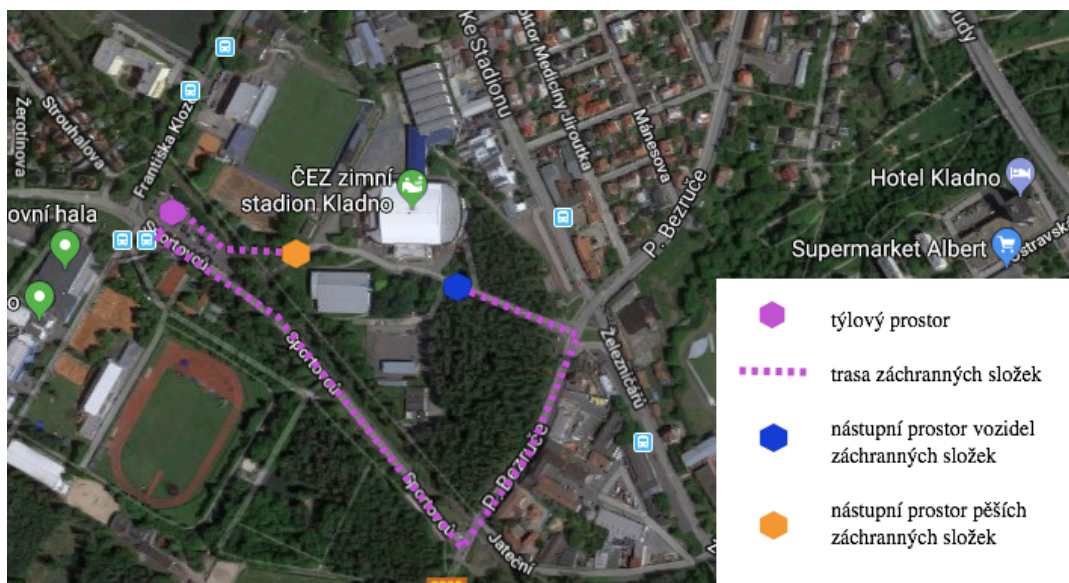 Ke Stadionu
Doktor Medicíny Jiroutka
Mánesova
Žerotínova
Strouhalova
Františka Kloze
ČEZ zimní
stadion Kladno
P. Bezruče
Hotel Kladno
Supermarket Albert
ovní hala
Sportovců
Sportovců
Sportovců
P. Bezruče
Železničářů
Jateční
týlový prostor
trasa záchranných složek
nástupní prostor vozidel
záchranných složek
nástupní prostor pěších
záchranných složek